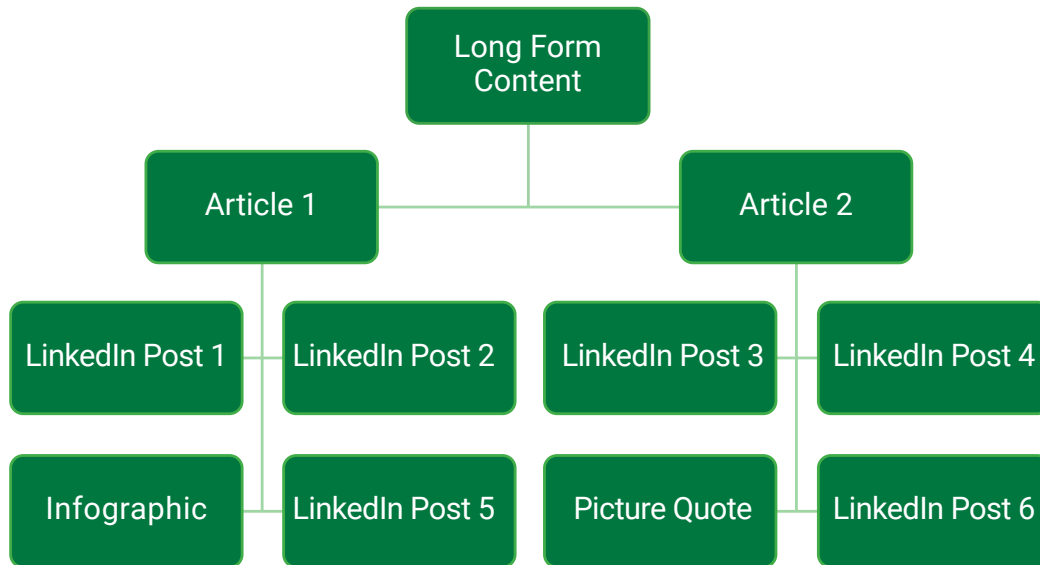 Long Form
Content
Article 1
Article 2
LinkedIn Post 1
LinkedIn Post 2
LinkedIn Post 3
LinkedIn Post 4
Infographic
LinkedIn Post 5
Picture Quote
LinkedIn Post 6